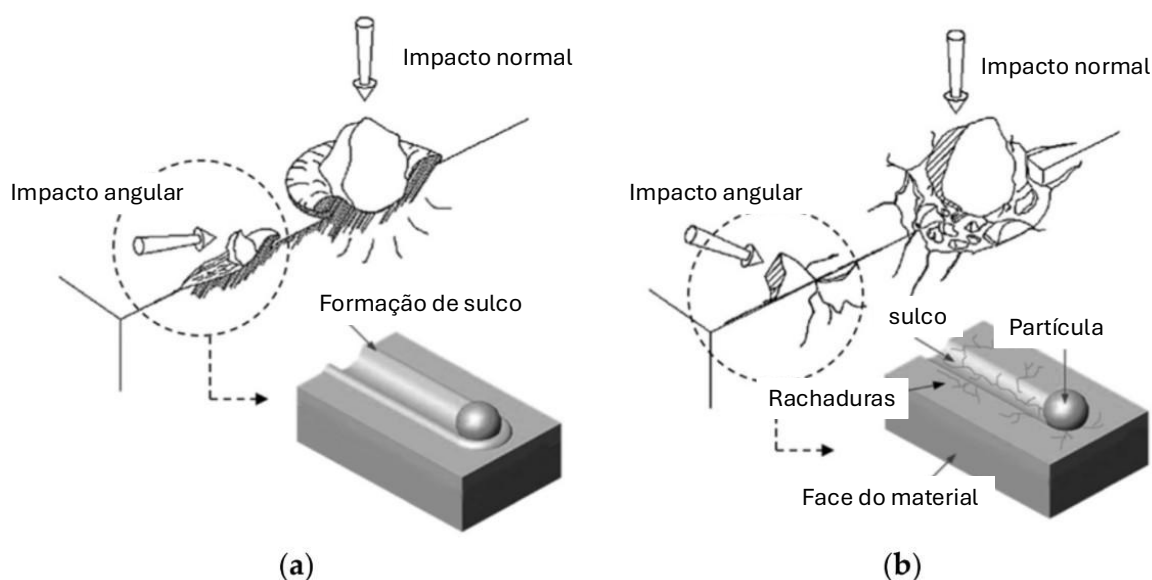 Impacto normal
Impacto angular
Formação de sulco
(a)
Impacto normal
Impacto angular
sulco
Partícula
Rachaduras
Face do material
(b)